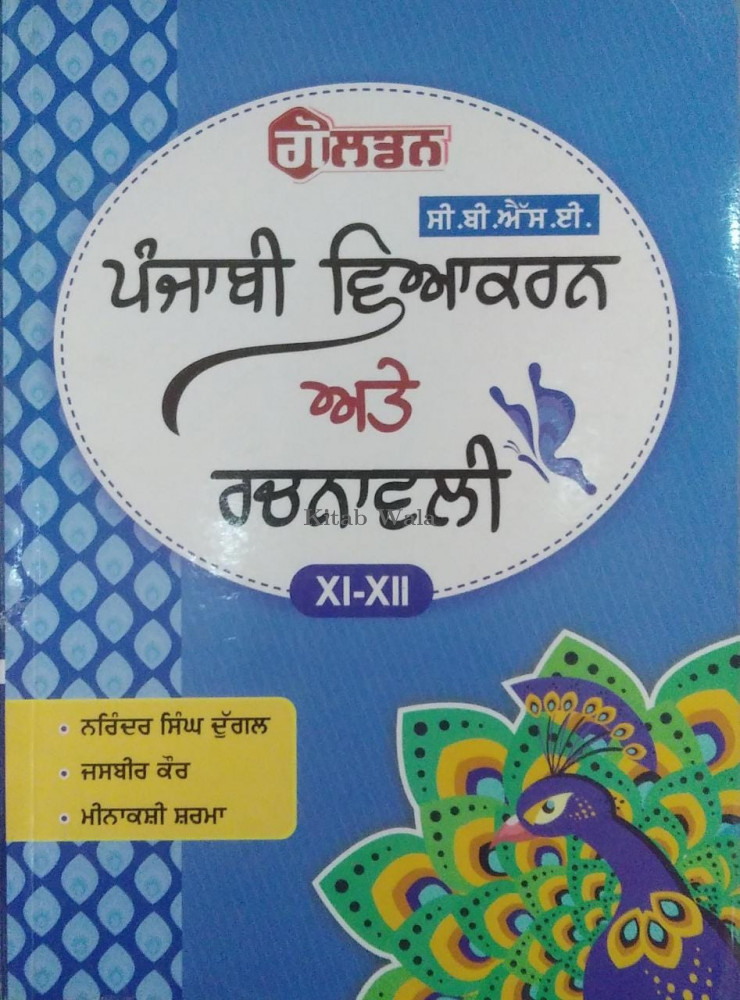 ਗੋਲਡਨ
ਸੀ.ਬੀ.ਐੱਸ.ਈ.
ਪੰਜਾਬੀ ਵਿਆਕਰਨ
ਅਤੇ
ਰਚਨਾਵਲੀ
Kitab Wala
XI-XII
• ਨਰਿੰਦਰ ਸਿੰਘ ਦੁੱਗਲ
• ਜਸਬੀਰ ਕੌਰ
• ਮੀਨਾਕਸ਼ੀ ਸ਼ਰਮਾ